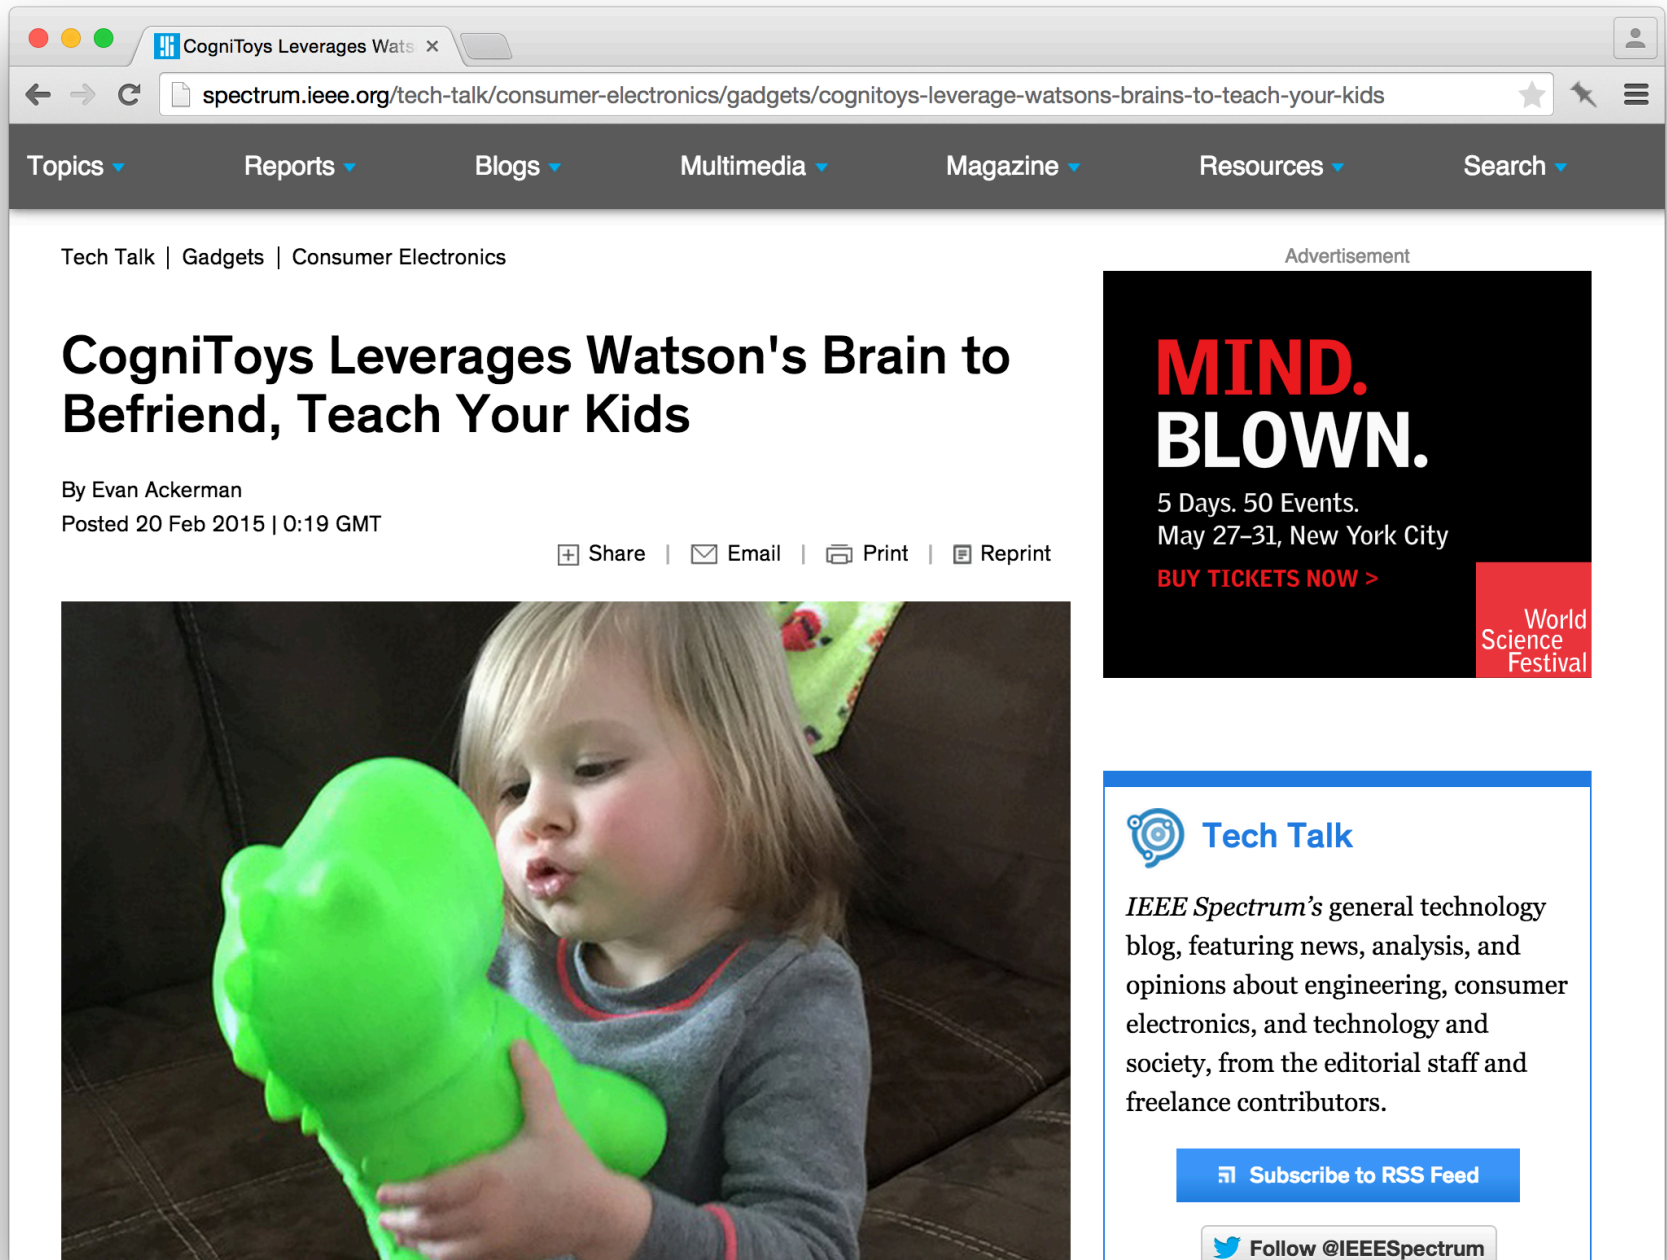 CogniToys Leverages Wats
spectrum.ieee.org/tech-talk/consumer-electronics/gadgets/cognitoys-leverage-watsons-brains-to-teach-your-kids
Topics Reports Blogs Multimedia Magazine Resources Search
Tech Talk | Gadgets | Consumer Electronics
CogniToys Leverages Watson's Brain to
Befriend, Teach Your Kids
By Evan Ackerman
Posted 20 Feb 2015 | 0:19 GMT
Share | Email | Print | Reprint
Advertisement
MIND.
BLOWN.
5 Days. 50 Events.
May 27–31, New York City
BUY TICKETS NOW >
World
Science
Festival
Tech Talk
IEEE Spectrum’s general technology
blog, featuring news, analysis, and
opinions about engineering, consumer
electronics, and technology and
society, from the editorial staff and
freelance contributors.
Subscribe to RSS Feed
Follow @IEEESpectrum